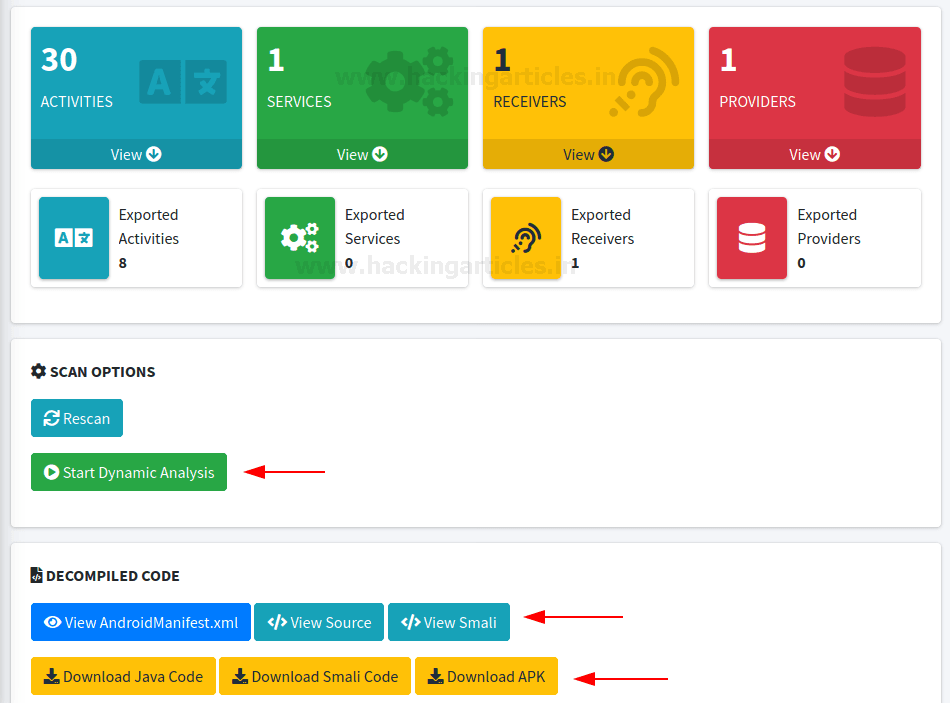 30
ACTIVITIES
View
1
SERVICES
View
1
RECEIVERS
View
1
PROVIDERS
View
www.hackingarticles.in
Exported
Activities
8
Exported
Services
0
Exported
Receivers
1
Exported
Providers
0
www.hackingarticles.in
SCAN OPTIONS
Rescan
Start Dynamic Analysis
DECOMPILED CODE
View AndroidManifest.xml
View Source
View Smali
Download Java Code
Download Smali Code
Download APK